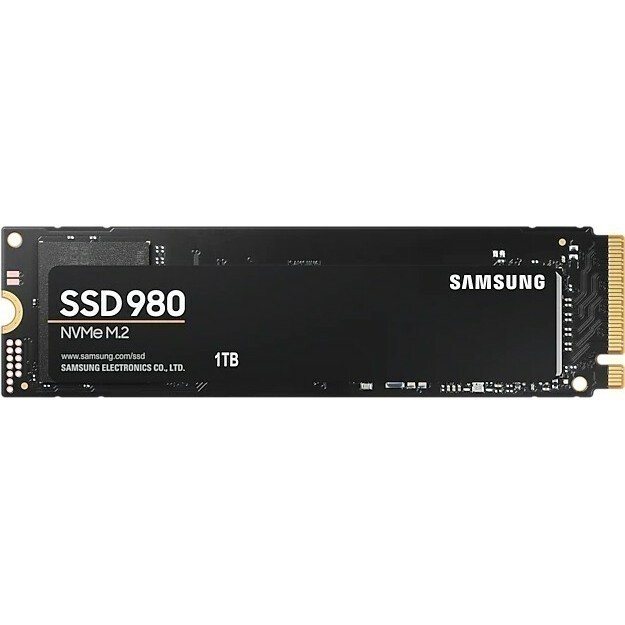 SAMSUNG
SSD 980
NVMe M.2
www.samsung.com/ssd
SAMSUNG ELECTRONICS CO., LTD.
1TB